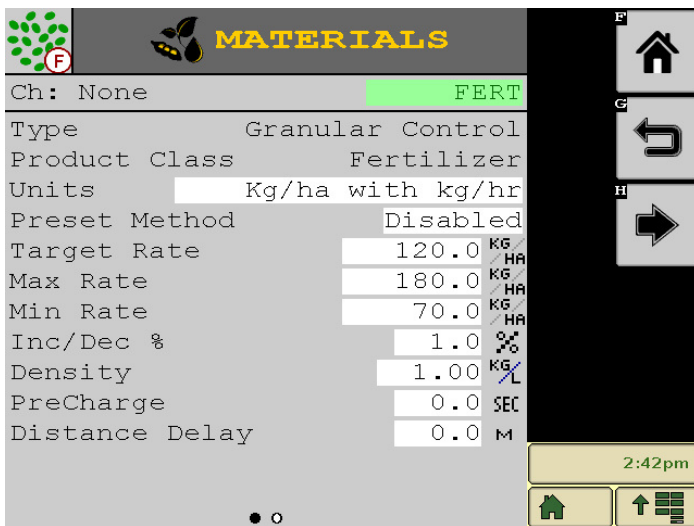 F
MATERIALS
F
Ch: None FERT
G
Type Granular Control
Product Class Fertilizer
Units Kg/ha with kg/hr
H
Preset Method Disabled
Target Rate 120.0 KG/HA
Max Rate 180.0 KG/HA
Min Rate 70.0 KG/HA
Inc/Dec % 1.0 %
Density 1.00 KG/L
PreCharge 0.0 SEC
Distance Delay 0.0 M
2:42pm